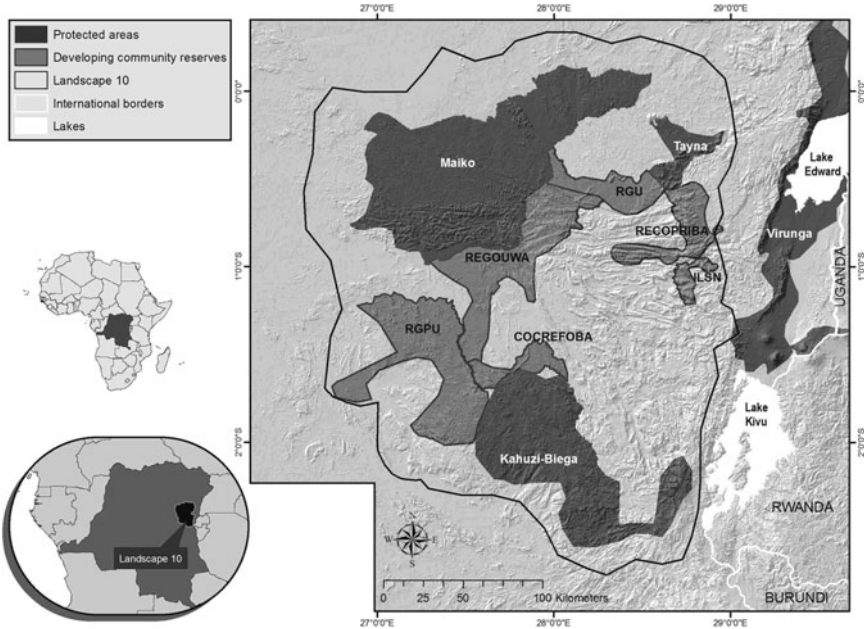 27°0'0"E
28°0'0"E
29°0'0"E
Protected areas
Developing community reserves
Landscape 10
International borders
Lakes
0°0'0"
0°0'0"
Maiko
Tayna
Lake
Edward
RGU
RECOPRIBA
Virunga
REGOUWA
ILSN
UGANDA
1°0'0"S
1°0'0"S
RGPU
COCREFOBA
Lake
Kivu
2°0'0"S
2°0'0"S
Kahuzi-Biega
RWANDA
N
W
E
S
Landscape 10
0
25
50
100 Kilometers
BURUNDI
27°0'0"E
28°0'0"E
29°0'0"E